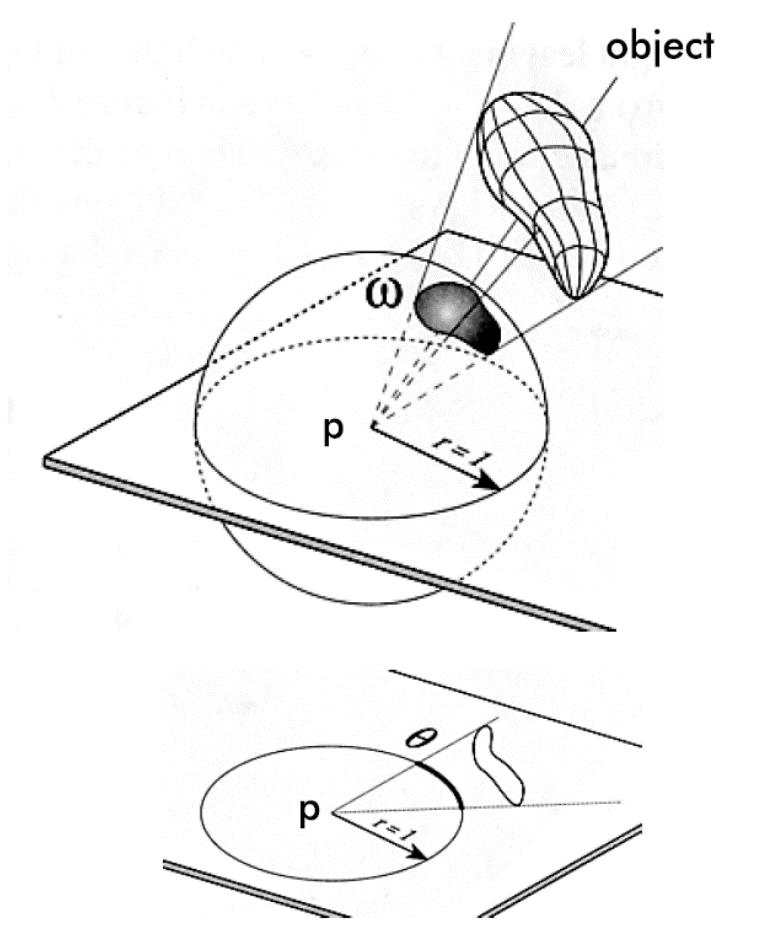 object
ω
p
r = 1
θ
p
r = 1